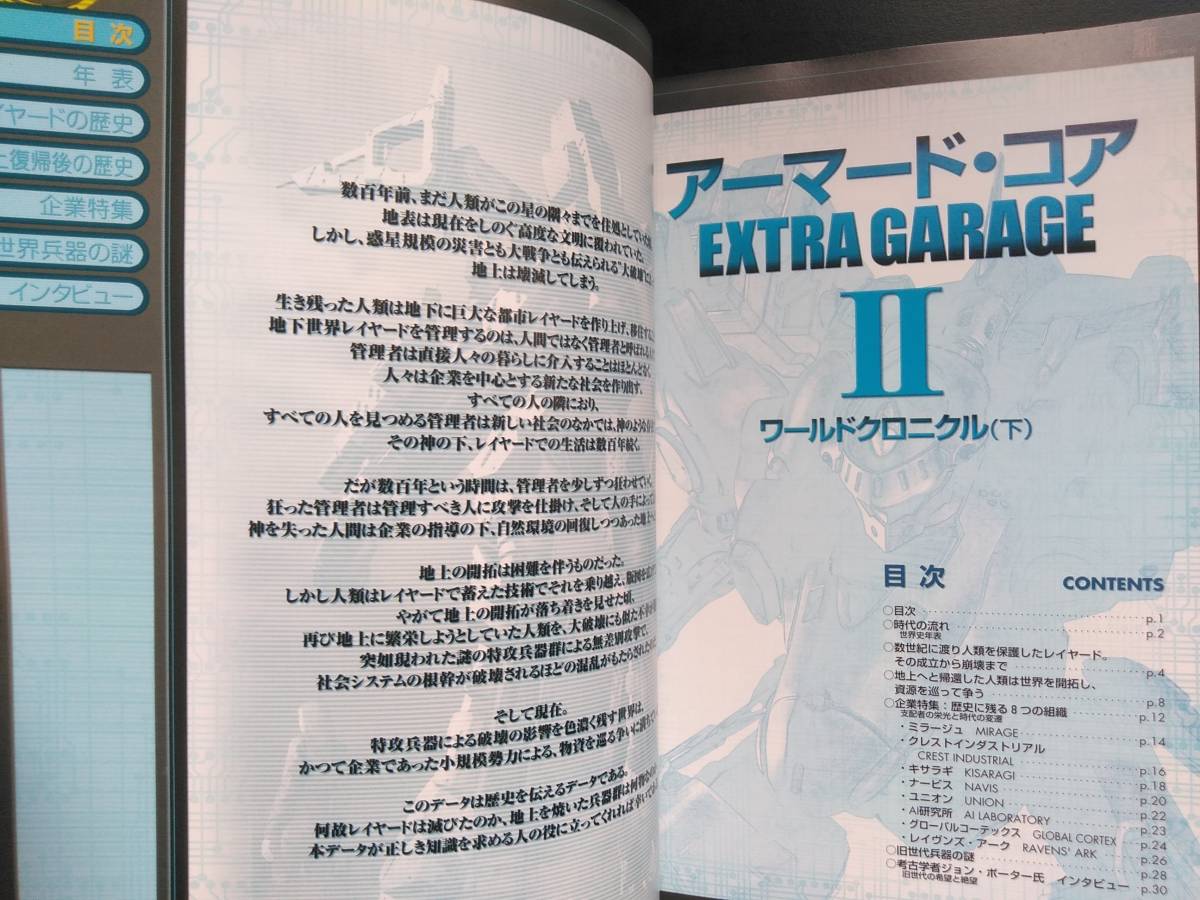 目次
年表
イヤードの歴史
上復帰後の歴史
企業特集
世界兵器の謎
インタビュー
数百年前、まだ人類がこの星の隅々までを住処としていた
地表は現在をしのぐ高度な文明に覆われていた。
しかし、惑星規模の災害とも大戦争とも伝えられる“大破壊”
地上は壊滅してしまう。
生き残った人類は地下に巨大な都市レイヤードを作り上げ、移住する
地下世界レイヤードを管理するのは、人間ではなく管理者と呼ばれる
管理者は直接人々の暮らしに介入することはほとんどなく、
人々は企業を中心とする新たな社会を作り出す。
すべての人の隣におり、
すべての人を見つめる管理者は新しい社会のなかでは、神のような
その神の下、レイヤードでの生活は数百年続く。
だが数百年という時間は、管理者を少しずつ狂わせていく。
狂った管理者は管理すべき人に攻撃を仕掛け、そして人の手によって
神を失った人間は企業の指導の下、自然環境の回復しつつあった地上
地上の開拓は困難を伴うものだった。
しかし人類はレイヤードで蓄えた技術でそれを乗り越え、版図を
やがて地上の開拓が落ち着きを見せた頃、
再び地上に繁栄しようとしていた人類を、大破壊にも似た不幸が
突如現われた謎の特攻兵器群による無差別攻撃で、
社会システムの根幹が破壊されるほどの混乱がもたらされた
そして現在。
特攻兵器による破壊の影響を色濃く残す世界は、
かつて企業であった小規模勢力による、物資を巡る争いに満ちて
このデータは歴史を伝えるデータである。
何故レイヤードは滅びたのか、地上を焼いた兵器群は何物なのか
本データが正しき知識を求める人の役に立ってくれれば幸いで
アーマード・コア
EXTRA GARAGE
II
ワールドクロニクル(下)
目次 CONTENTS
○目次 p.1
○時代の流れ p.2
世界史年表
○数世紀に渡り人類を保護したレイヤード。
その成立から崩壊まで p.4
○地上へと帰還した人類は世界を開拓し、
資源を巡って争う p.8
○企業特集：歴史に残る8つの組織 p.12
支配者の栄光と時代の変遷
・ミラージュ MIRAGE p.14
・クレストインダストリアル
CREST INDUSTRIAL p.16
・キサラギ KISARAGI p.18
・ナービス NAVIS p.20
・ユニオン UNION p.22
・AI研究所 AI LABORATORY p.23
・グローバルコーテックス GLOBAL CORTEX p.24
・レイヴンズ・アーク RAVENS' ARK p.26
○旧世代兵器の謎 p.28
○考古学者ジョン・ポーター氏 インタビュー p.30
旧世代の希望と絶望